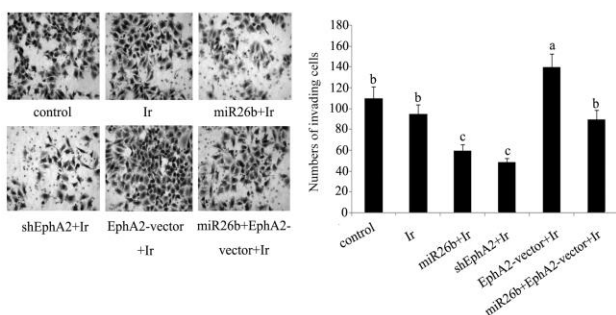 control
Ir
miR26b+Ir
shEphA2+Ir
EphA2-vector
+Ir
miR26b+EphA2-
vector+Ir
Numbers of invading cells
180
160
140
120
100
80
60
40
20
0
b
b
c
c
a
b
control
Ir
miR26b+Ir
shEphA2+Ir
EphA2-vector+Ir
miR26b+EphA2-vector+Ir